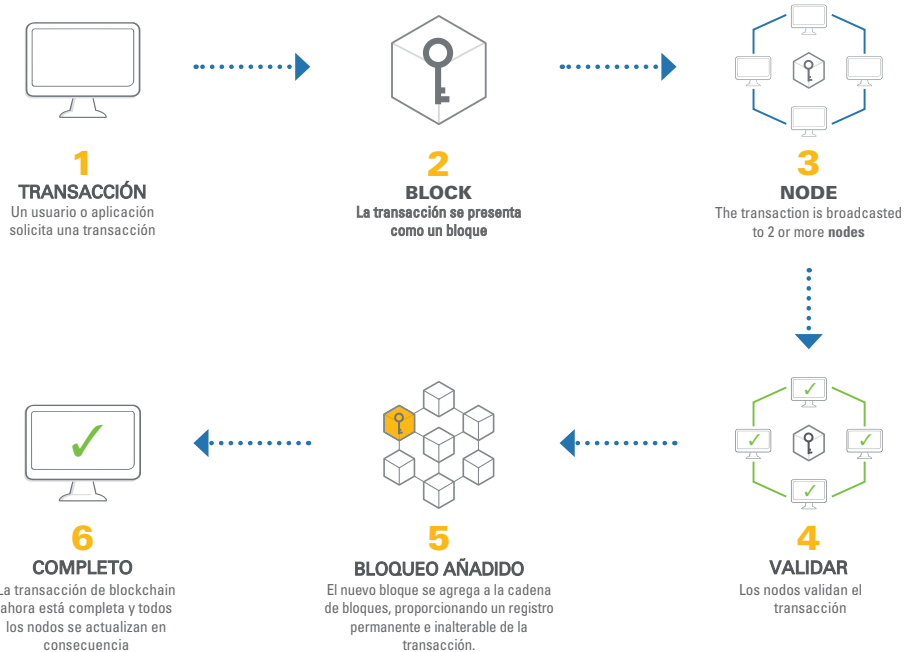 1
TRANSACCIÓN
Un usuario o aplicación
solicita una transacción
2
BLOCK
La transacción se presenta
como un bloque
3
NODE
The transaction is broadcasted
to 2 or more nodes
4
VALIDAR
Los nodos validan el
transacción
5
BLOQUEO AÑADIDO
El nuevo bloque se agrega a la cadena
de bloques, proporcionando un registro
permanente e inalterable de la
transacción.
6
COMPLETO
La transacción de blockchain
ahora está completa y todos
los nodos se actualizan en
consecuencia